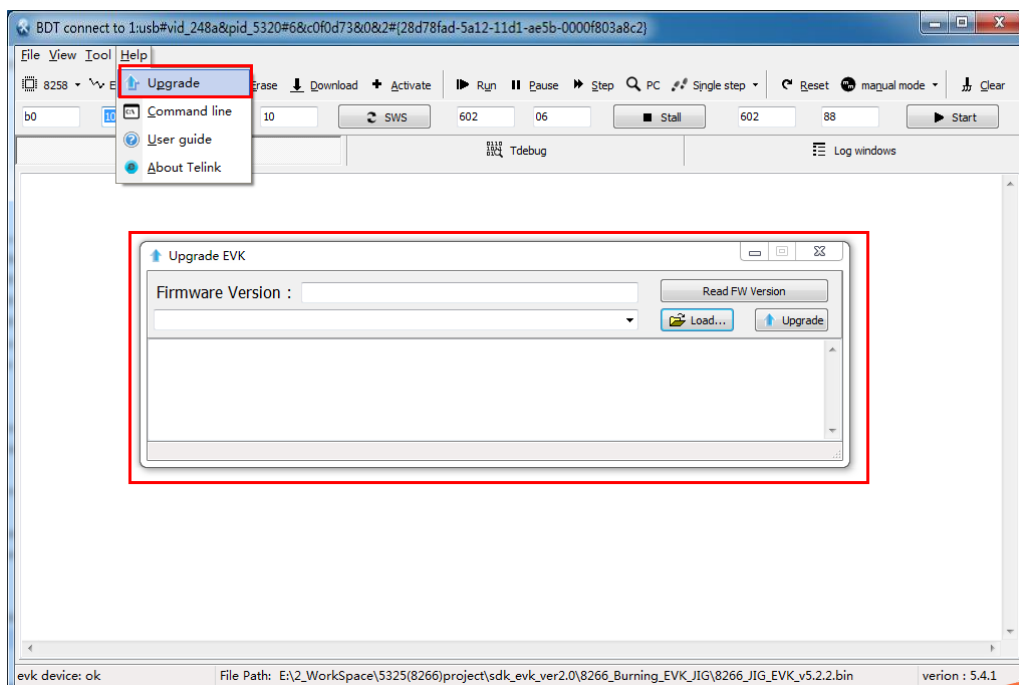 BDT connect to 1:usb#vid_248a&pid_5320#6&c0f0d73&0&2#{28d78fad-5a12-11d1-ae5b-0000f803a8c2}
File View Tool Help
8258 E Erase Download Activate Run Pause Step PC Single step Reset manual mode Clear
b0 10 10 SWS 602 06 Stall 602 88 Start
Upgrade
Command line
User guide
About Telink
Tdebug Log windows
Upgrade EVK
Firmware Version : Read FW Version
Load... Upgrade
evk device: ok File Path: E:\2_WorkSpace\5325(8266)project\sdk_evk_ver2.0\8266_Burning_EVK_JIG\8266_JIG_EVK_v5.2.2.bin verion : 5.4.1